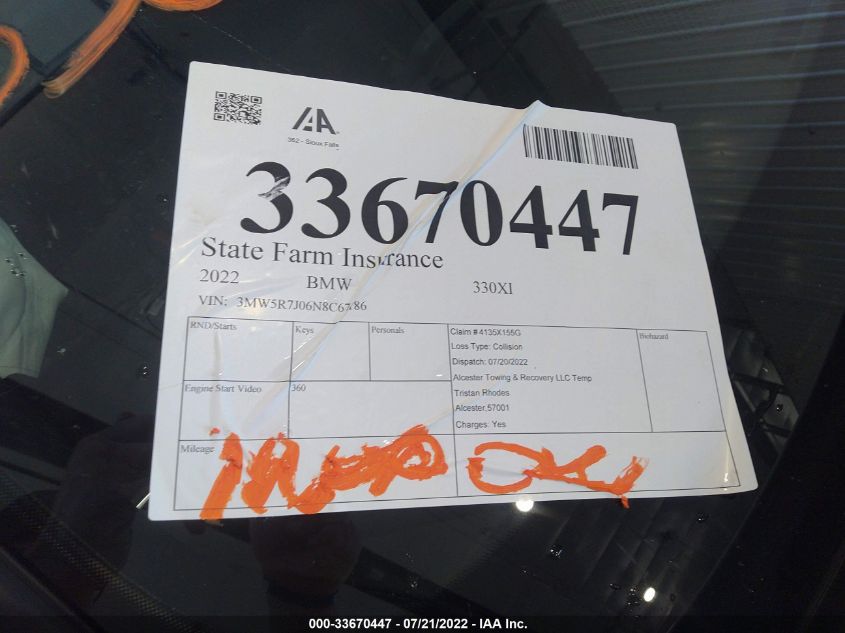 IAA
362 - Sioux Falls
33670447
State Farm Insurance
2022 BMW 330XI
VIN: 3MW5R7J06N8C67486
RND/Starts Keys Personals
Claim # 4135X155G
Loss Type: Collision
Dispatch: 07/20/2022
Alcester Towing & Recovery LLC Temp
Tristan Rhodes
Alcester,57001
Charges: Yes
Biohazard
Engine Start Video 360
Mileage
000-33670447 - 07/21/2022 - IAA Inc.